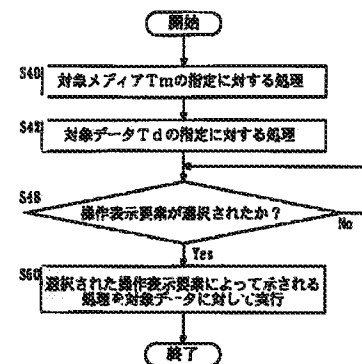 開始
S40
対象メディアTmの指定に対する処理
S42
対象データTdの指定に対する処理
S48
操作表示要素が選択されたか?
No
Yes
S60
選択された操作表示要素によって示される
処理を対象データに対して実行
終了